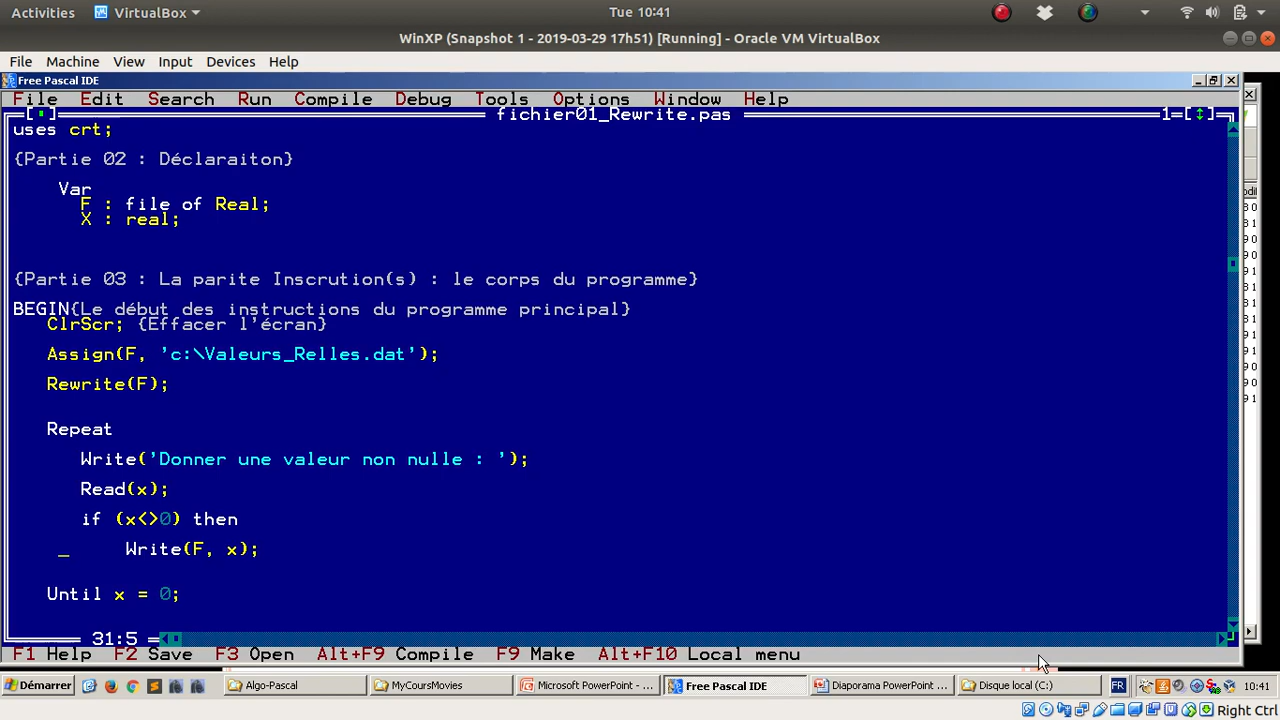 Activities VirtualBox Tue 10:41
WinXP (Snapshot 1 - 2019-03-29 17h51) [Running] - Oracle VM VirtualBox
File Machine View Input Devices Help
Free Pascal IDE
File Edit Search Run Compile Debug Tools Options Window Help
fichier01_Rewrite.pas 1=[↕]
uses crt;
{Partie 02 : Déclaraiton}
Var
F : file of Real;
X : real;
{Partie 03 : La parite Inscrution(s) : le corps du programme}
BEGIN{Le début des instructions du programme principal}
ClrScr; {Effacer l'écran}
Assign(F, 'c:\Valeurs_Relles.dat');
Rewrite(F);
Repeat
Write('Donner une valeur non nulle : ');
Read(x);
if (x<>0) then
_ Write(F, x);
Until x = 0;
31:5
F1 Help F2 Save F3 Open Alt+F9 Compile F9 Make Alt+F10 Local menu
Démarrer Algo-Pascal MyCoursMovies Microsoft PowerPoint - ... Free Pascal IDE Diaporama PowerPoint ... Disque local (C:) FR 10:41
Right Ctrl